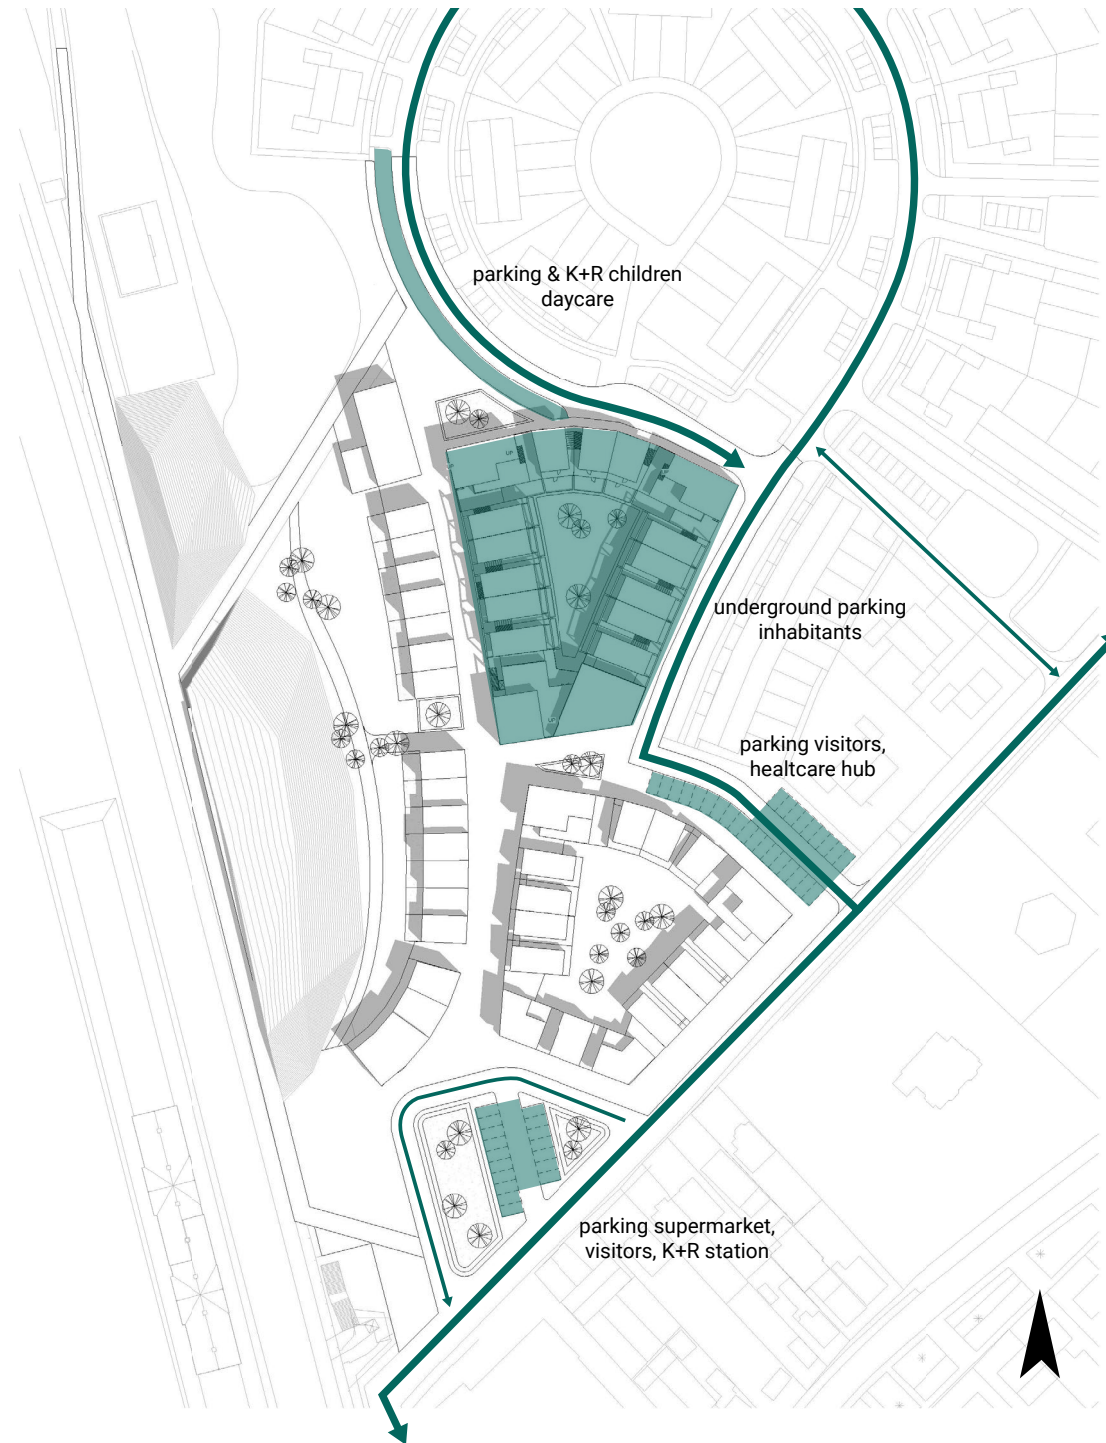 parking & K+R children
daycare
underground parking
inhabitants
parking visitors,
healtcare hub
parking supermarket,
visitors, K+R station